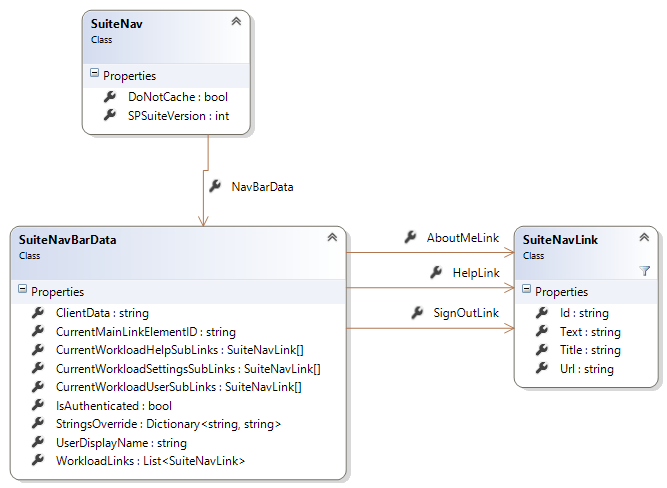 SuiteNav
Class
Properties
DoNotCache : bool
SPSuiteVersion : int
NavBarData
SuiteNavBarData
Class
Properties
ClientData : string
CurrentMainLinkElementID : string
CurrentWorkloadHelpSubLinks : SuiteNavLink[]
CurrentWorkloadSettingsSubLinks : SuiteNavLink[]
CurrentWorkloadUserSubLinks : SuiteNavLink[]
IsAuthenticated : bool
StringsOverride : Dictionary<string, string>
UserDisplayName : string
WorkloadLinks : List<SuiteNavLink>
AboutMeLink
HelpLink
SignOutLink
SuiteNavLink
Class
Properties
Id : string
Text : string
Title : string
Url : string